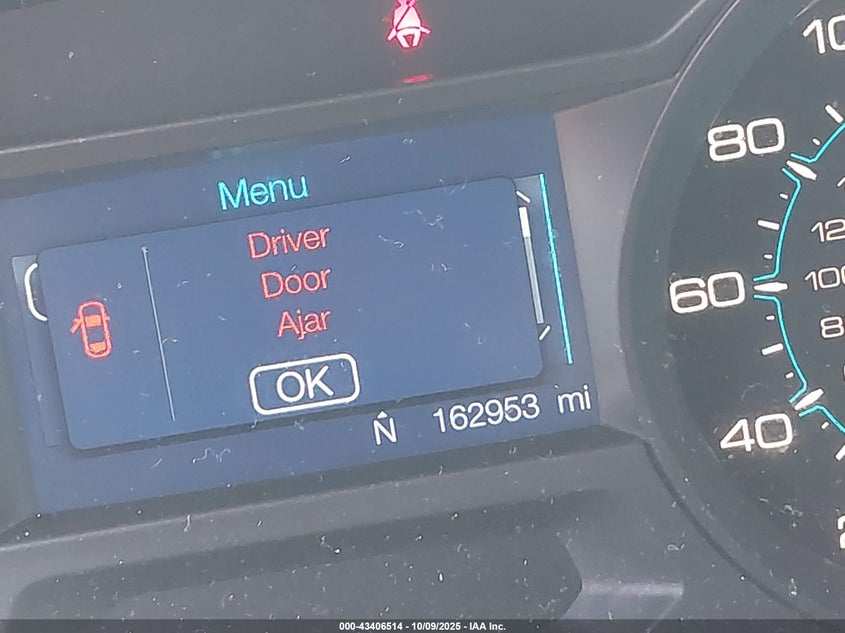 Menu
Driver
Door
Ajar
OK
N 162953 mi
80
60
40
000-43406514 - 10/09/2025 - IAA Inc.